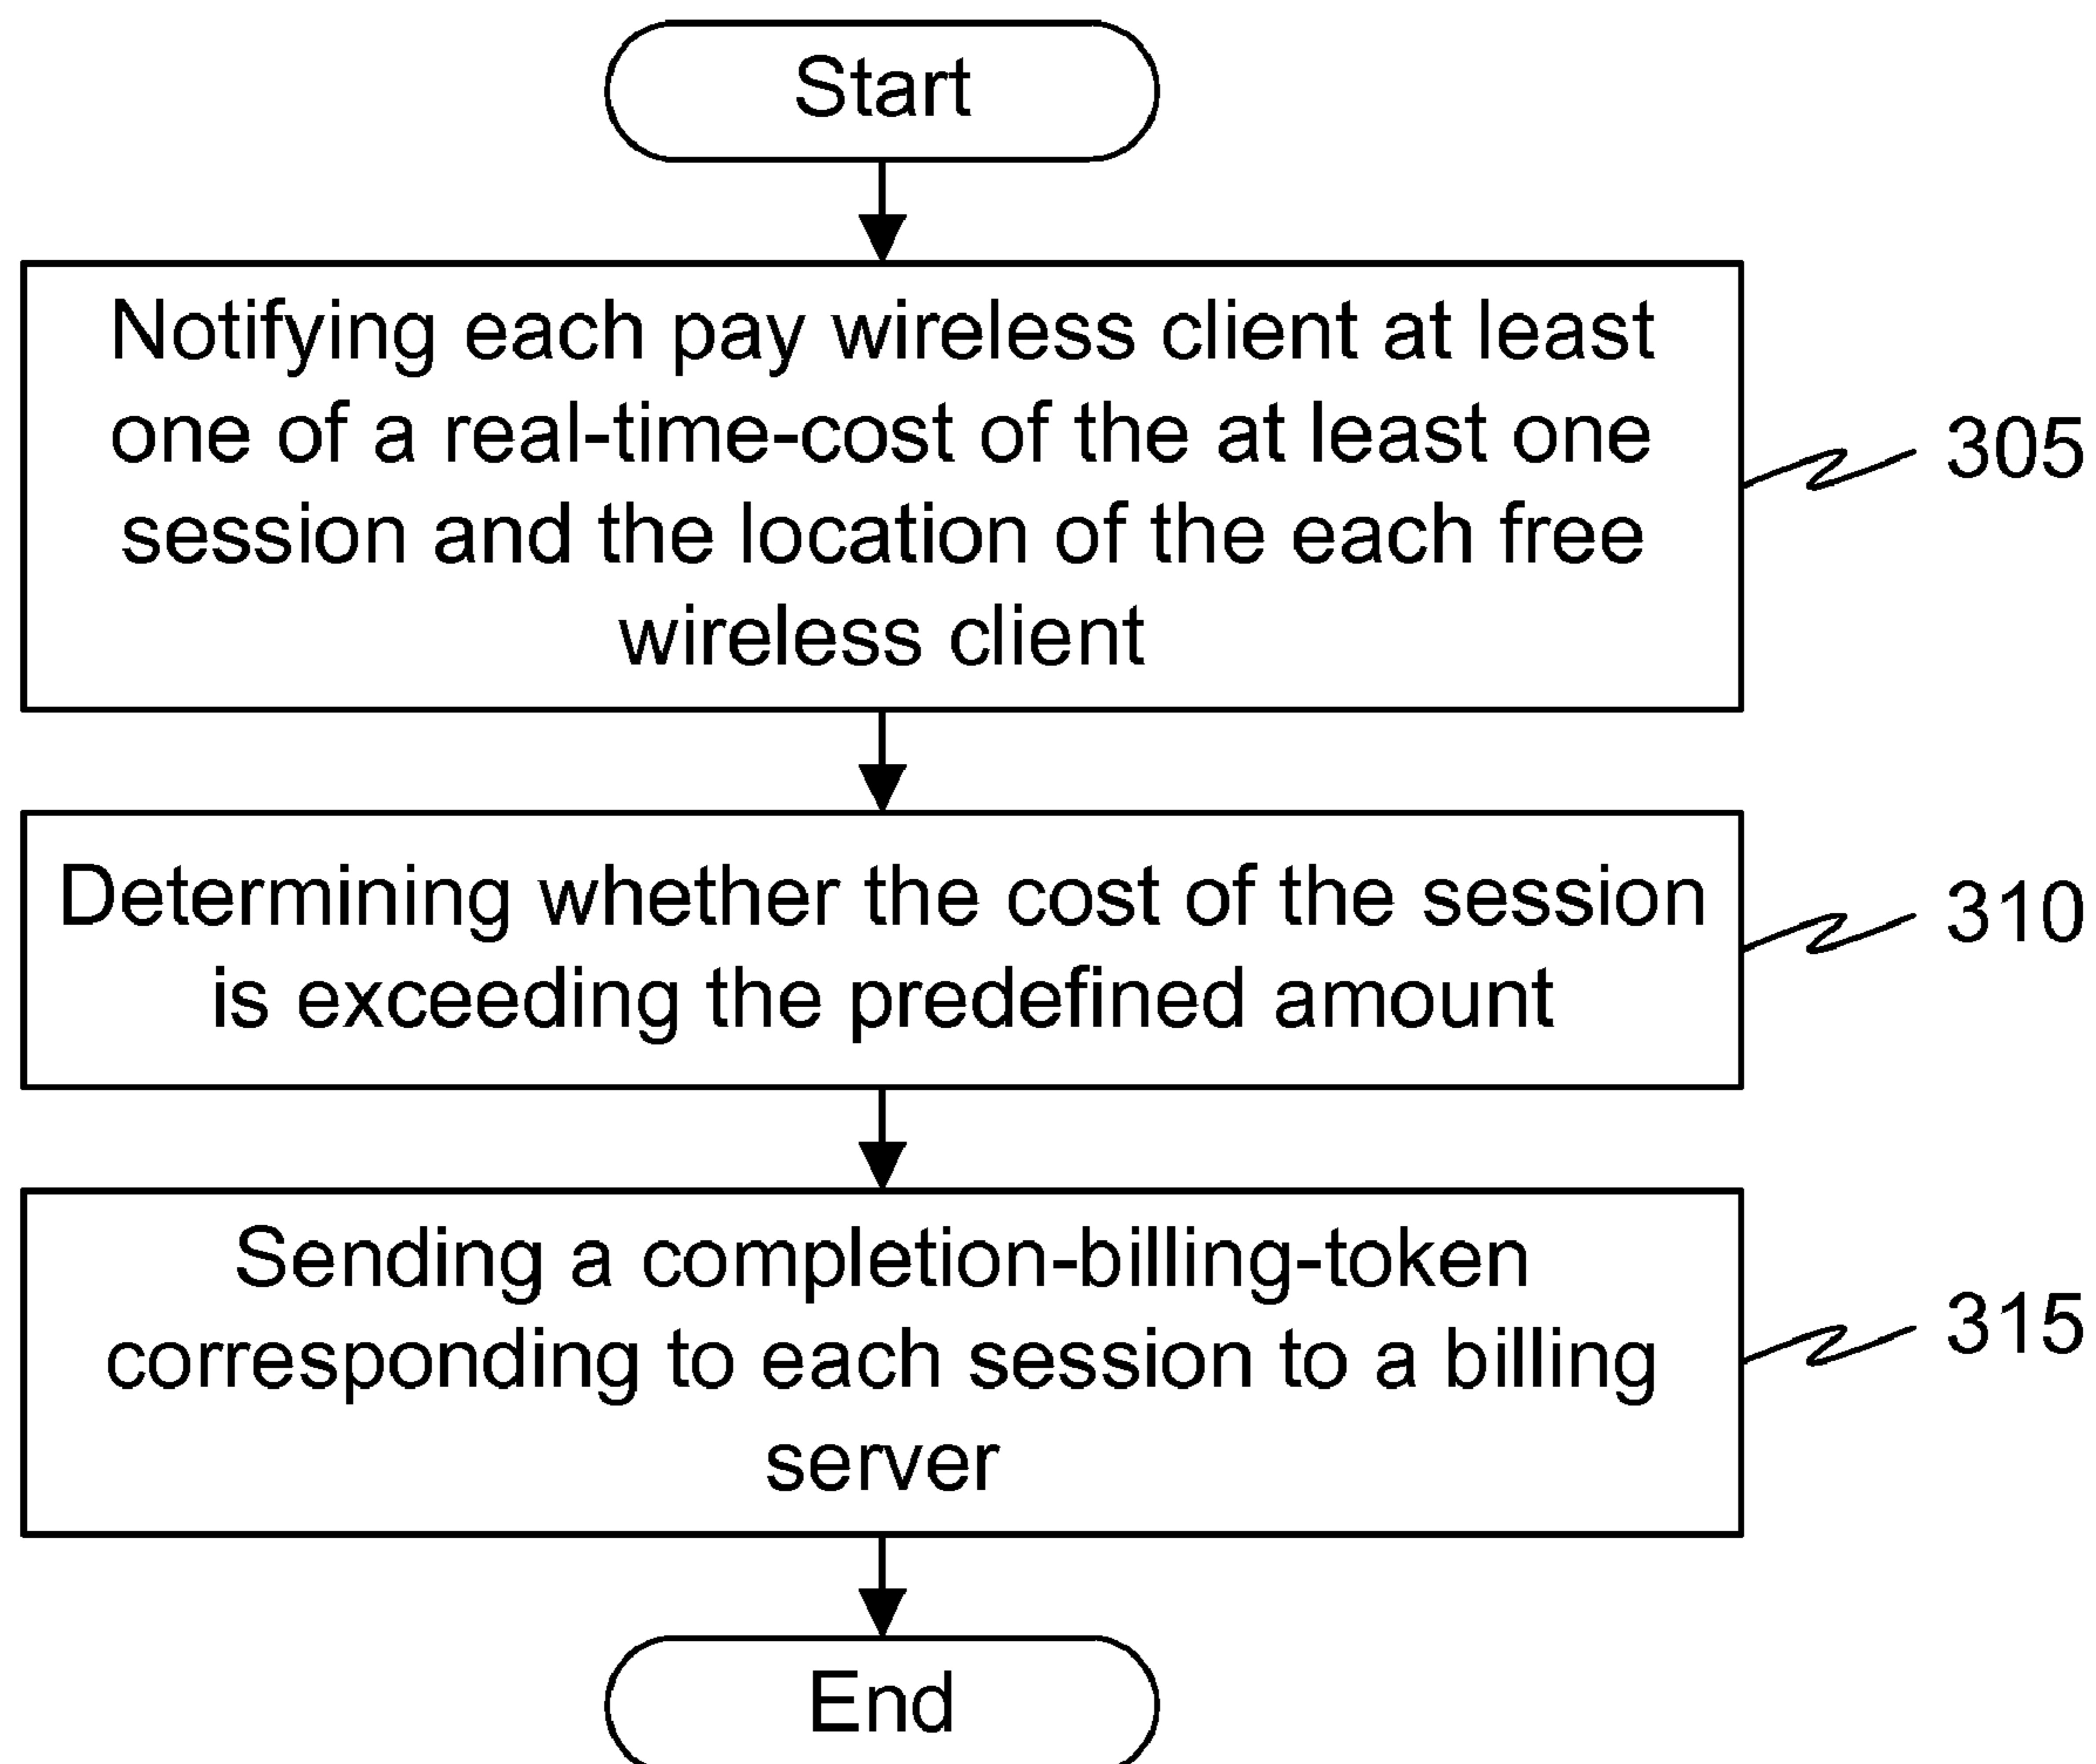 Start
Notifying each pay wireless client at least
one of a real-time-cost of the at least one
session and the location of the each free
wireless client
305
Determining whether the cost of the session
is exceeding the predefined amount
310
Sending a completion-billing-token
corresponding to each session to a billing
server
315
End